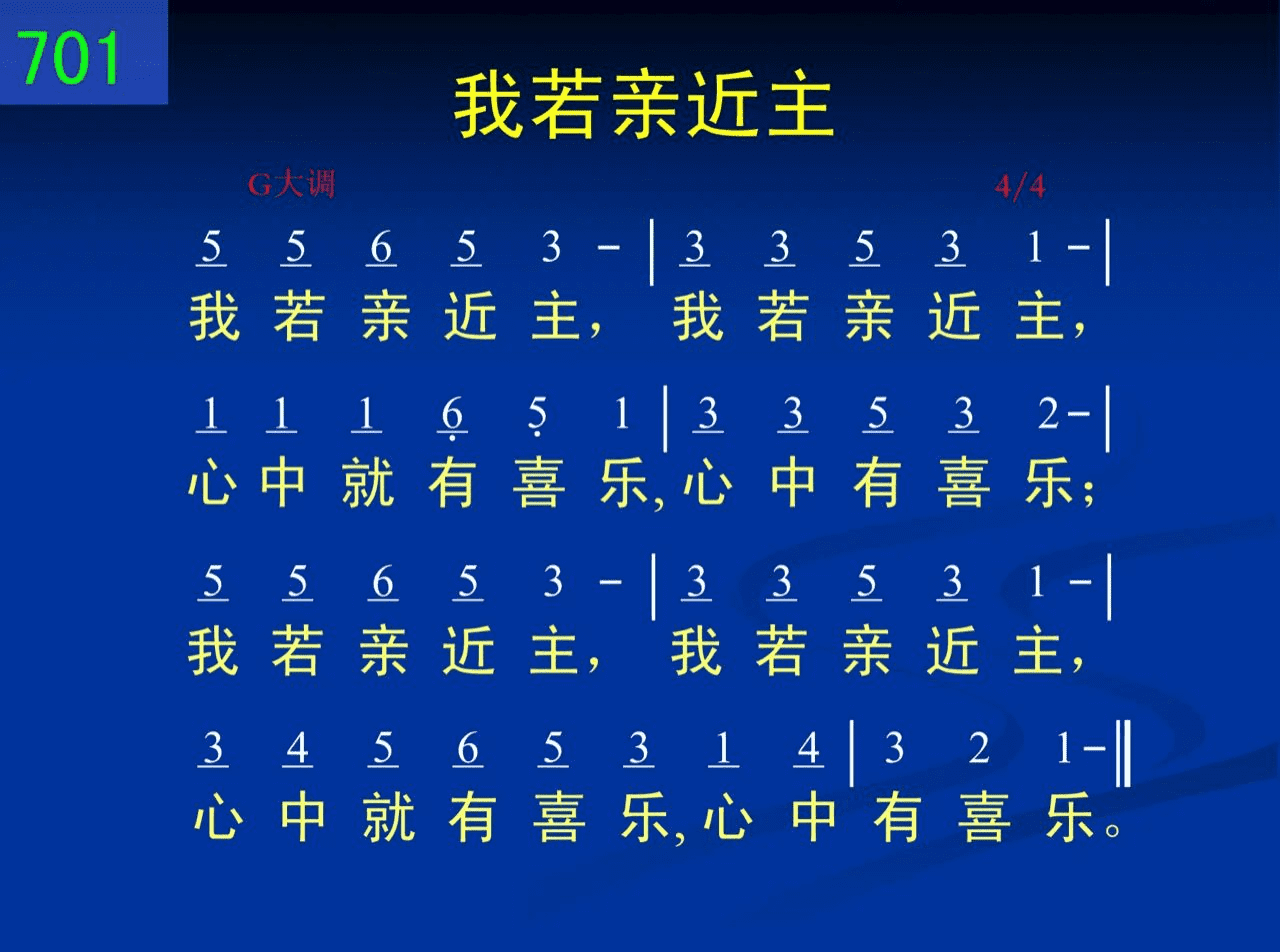 701
我若亲近主
G大调 4/4
5 5 6 5 3 - | 3 3 5 3 1 - |
我 若 亲 近 主， 我 若 亲 近 主，
1 1 1 6̣ 5̣ 1 | 3 3 5 3 2 - |
心 中 就 有 喜 乐, 心 中 有 喜 乐；
5 5 6 5 3 - | 3 3 5 3 1 - |
我 若 亲 近 主， 我 若 亲 近 主，
3 4 5 6 5 3 1 4 | 3 2 1 - ‖
心 中 就 有 喜 乐, 心 中 有 喜 乐。